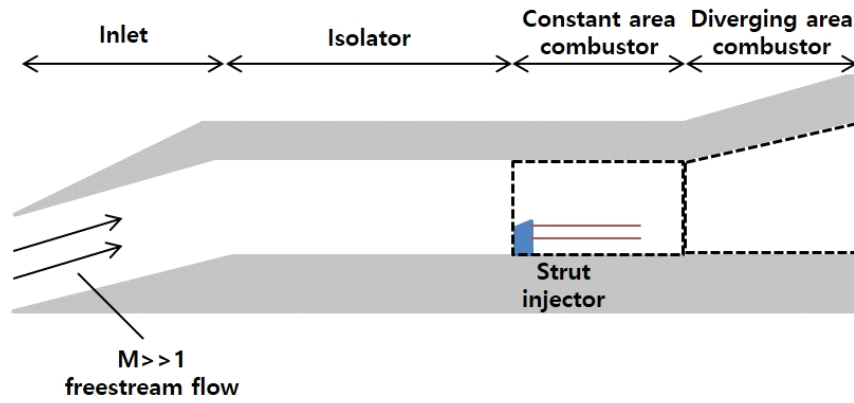 Inlet
Isolator
Constant area
combustor
Diverging area
combustor
Strut
injector
M>>1
freestream flow